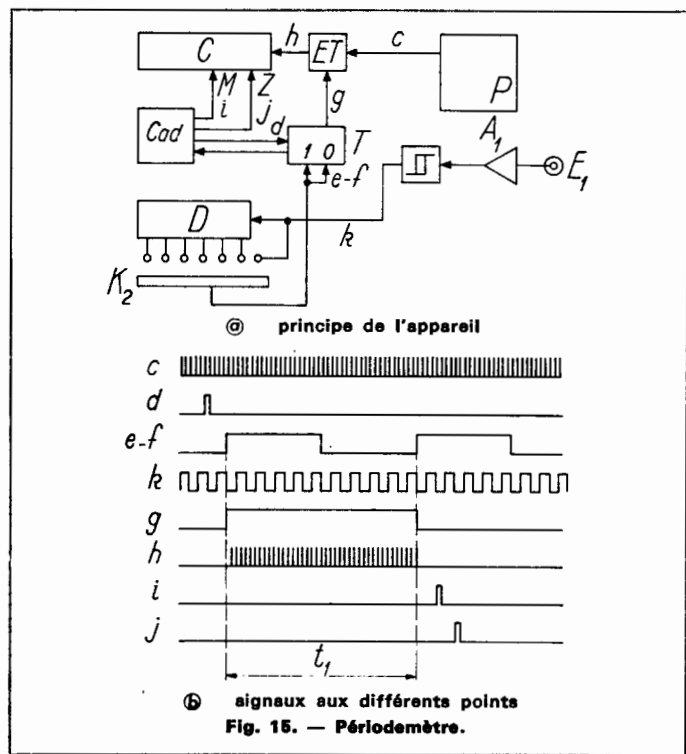 C
h
ET
c
P
M
Z
i
j
g
Cad
d
T
1 0
e-f
A1
E1
D
k
K2
ⓐ principe de l'appareil
c
d
e-f
k
g
h
i
j
t1
ⓑ signaux aux différents points
Fig. 15. — Périodemètre.